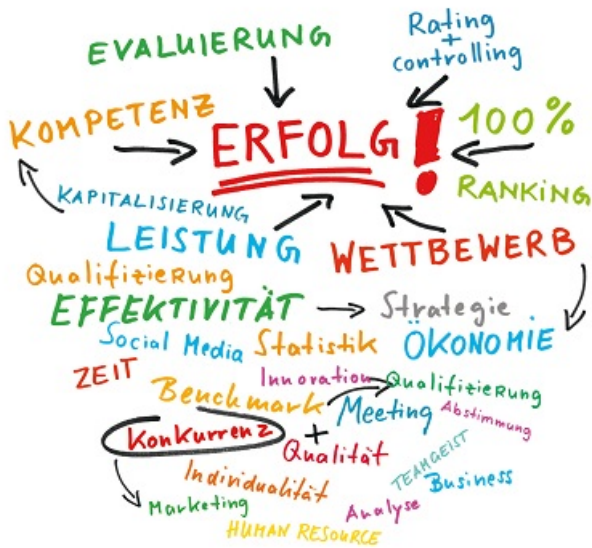 EVALUIERUNG
Rating
+
controlling
KOMPETENZ
ERFOLG!
100%
RANKING
KAPITALISIERUNG
LEISTUNG
WETTBEWERB
QualifizieRung
EFFEKTIVITÄT
Strategie
Social Media
Statistik
ÖKONOMIE
ZEIT
Innovation
Qualifizierung
Benchmark
Meeting
Abstimmung
Konkurrenz
+
Qualität
TEAMGEIST
Business
Individualität
Marketing
Analyse
HUMAN RESOURCE